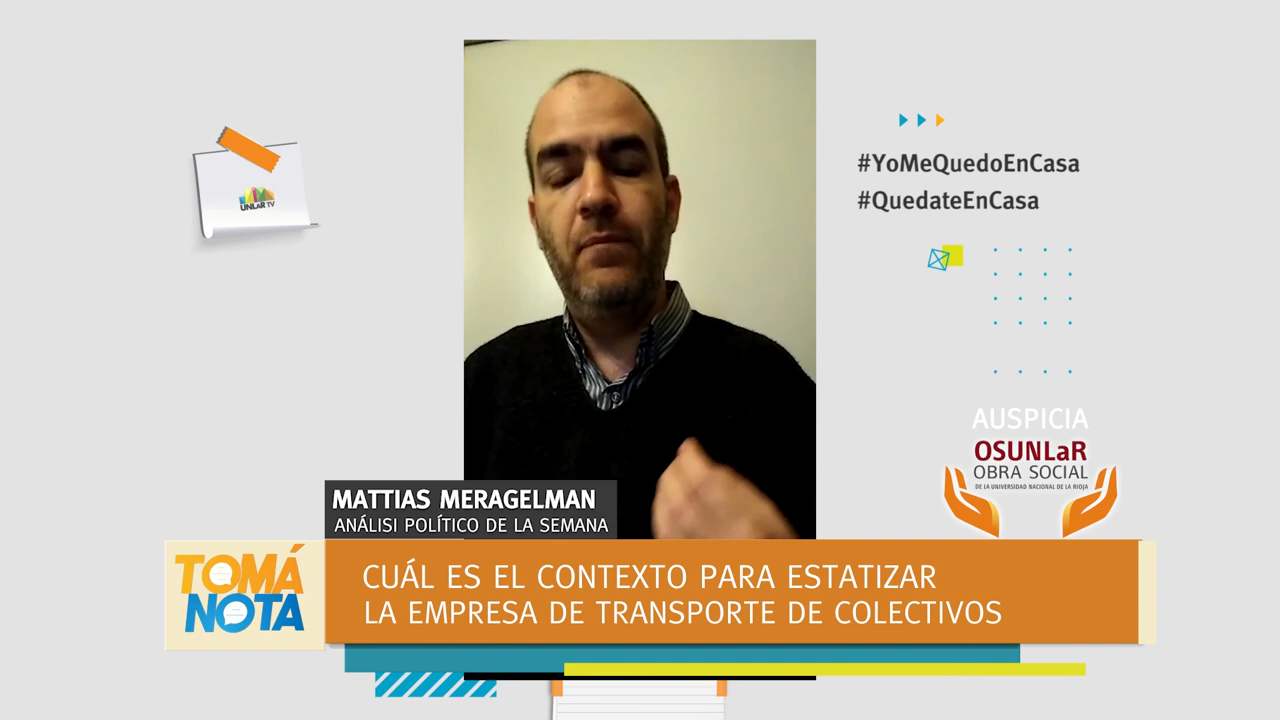 UNLaR TV
#YoMeQuedoEnCasa
#QuedateEnCasa
AUSPICIA
OSUNLaR
OBRA SOCIAL
DE LA UNIVERSIDAD NACIONAL DE LA RIOJA
MATTIAS MERAGELMAN
ANÁLISI POLÍTICO DE LA SEMANA
TOMÁ
NOTA
CUÁL ES EL CONTEXTO PARA ESTATIZAR
LA EMPRESA DE TRANSPORTE DE COLECTIVOS